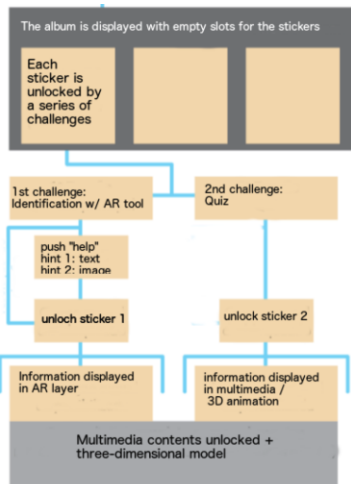 The album is displayed with empty slots for the stickers
Each
sticker is
unlocked by
a series of
challenges
1st challenge:
Identification w/ AR tool
2nd challenge:
Quiz
push "help"
hint 1: text
hint 2: image
unloch sticker 1
unlock sticker 2
Information displayed
in AR layer
information displayed
in multimedia /
3D animation
Multimedia contents unlocked +
three-dimensional model